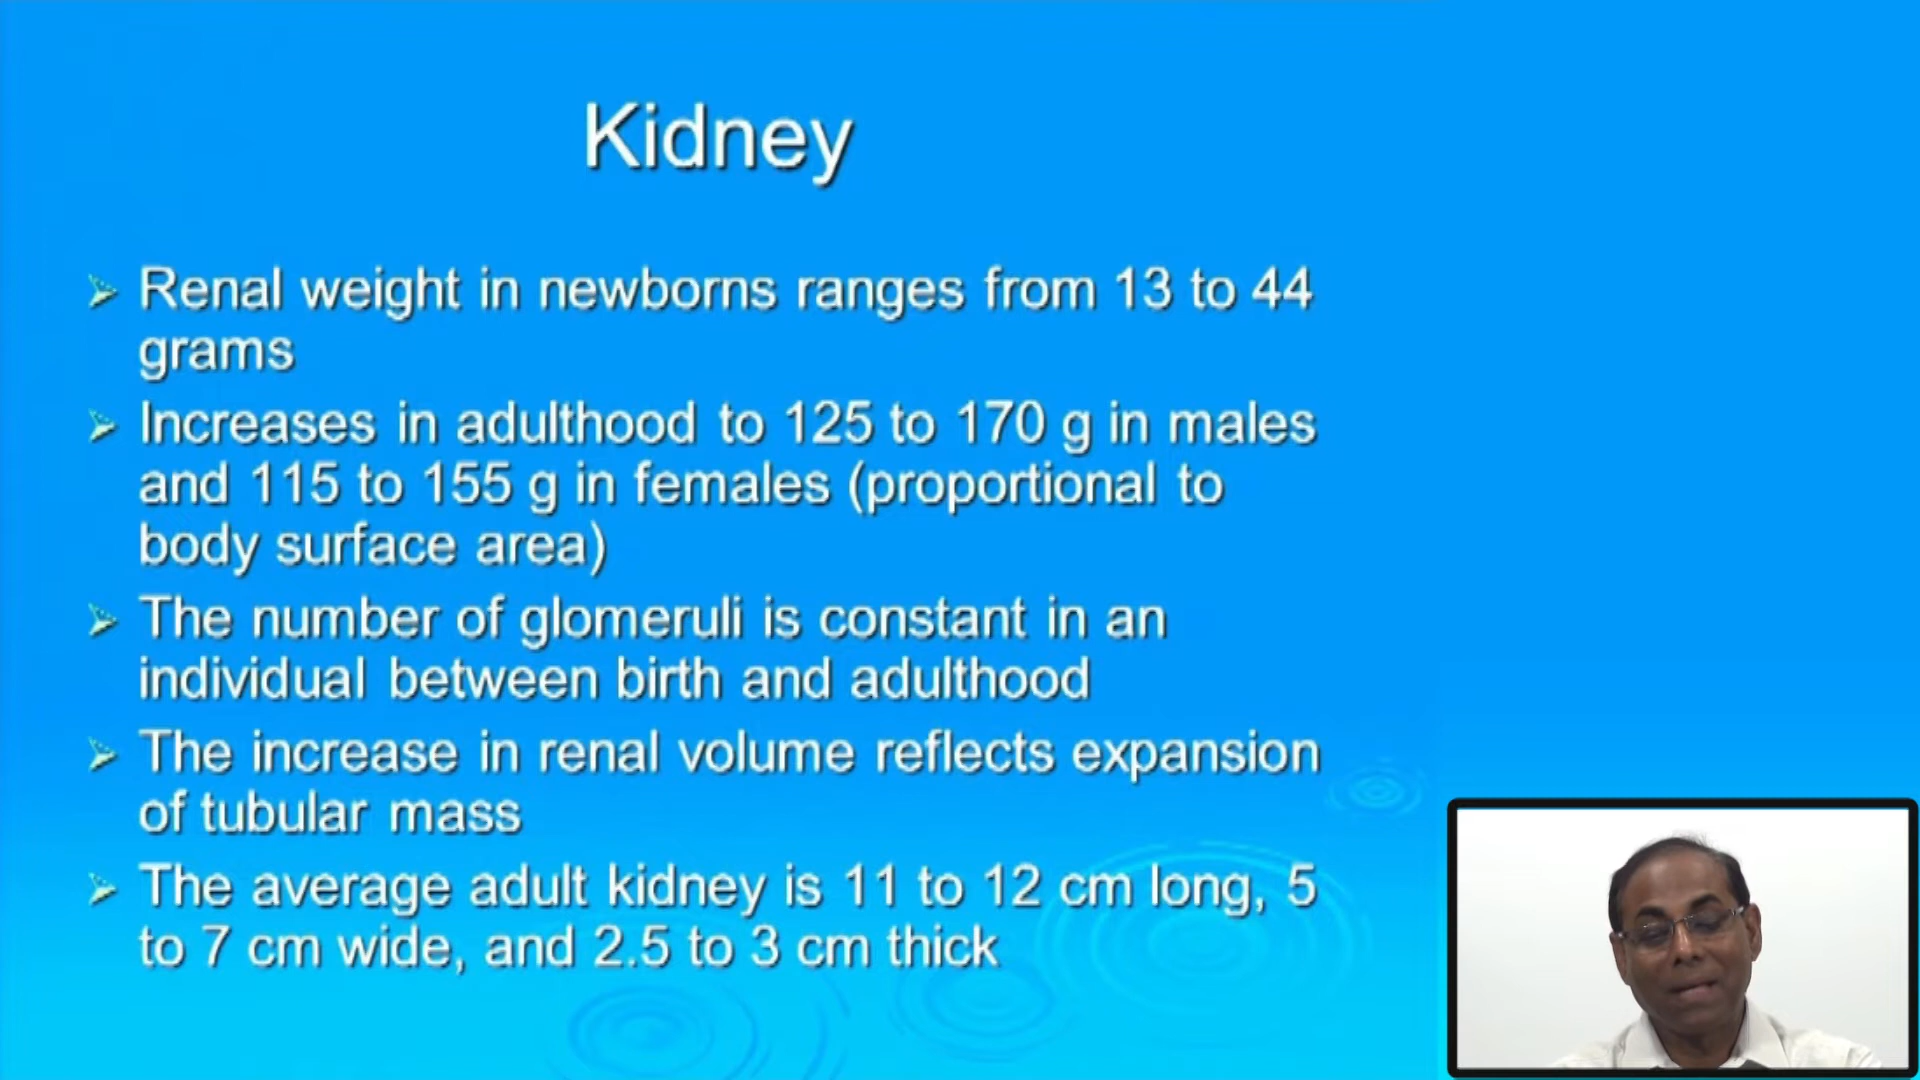 Kidney
Renal weight in newborns ranges from 13 to 44
grams
Increases in adulthood to 125 to 170 g in males
and 115 to 155 g in females (proportional to
body surface area)
The number of glomeruli is constant in an
individual between birth and adulthood
The increase in renal volume reflects expansion
of tubular mass
The average adult kidney is 11 to 12 cm long, 5
to 7 cm wide, and 2.5 to 3 cm thick